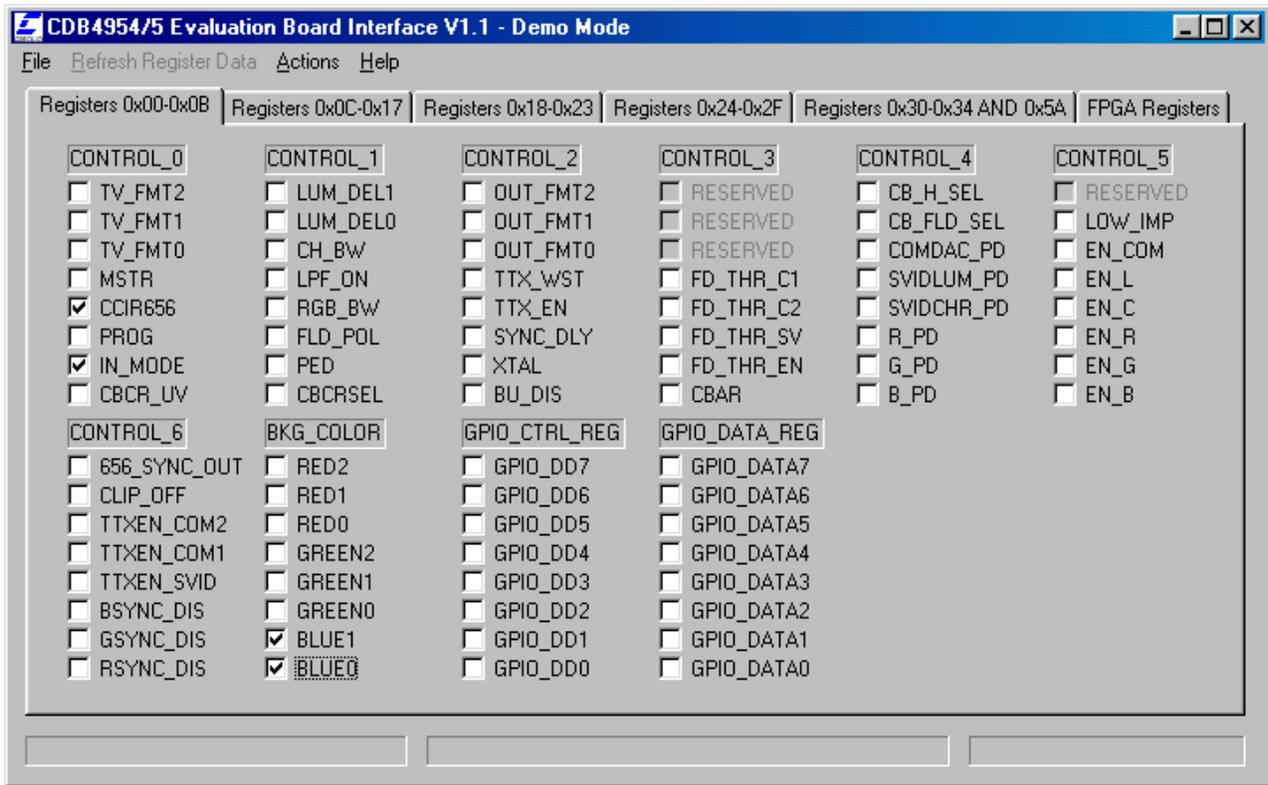 CDB4954/5 Evaluation Board Interface V1.1 - Demo Mode
File Refresh Register Data Actions Help
Registers 0x00-0x0B Registers 0x0C-0x17 Registers 0x18-0x23 Registers 0x24-0x2F Registers 0x30-0x34 AND 0x5A FPGA Registers
CONTROL_0 CONTROL_1 CONTROL_2 CONTROL_3 CONTROL_4 CONTROL_5
TV_FMT2 LUM_DEL1 OUT_FMT2 RESERVED CB_H_SEL RESERVED
TV_FMT1 LUM_DEL0 OUT_FMT1 RESERVED CB_FLD_SEL LOW_IMP
TV_FMT0 CH_BW OUT_FMT0 RESERVED COMDAC_PD EN_COM
MSTR LPF_ON TTX_WST FD_THR_C1 SVIDLUM_PD EN_L
CCIR656 RGB_BW TTX_EN FD_THR_C2 SVIDCHR_PD EN_C
PROG FLD_POL SYNC_DLY FD_THR_SV R_PD EN_R
IN_MODE PED XTAL FD_THR_EN G_PD EN_G
CBCR_UV CBCRSEL BU_DIS CBAR B_PD EN_B
CONTROL_6 BKG_COLOR GPIO_CTRL_REG GPIO_DATA_REG
656_SYNC_OUT RED2 GPIO_DD7 GPIO_DATA7
CLIP_OFF RED1 GPIO_DD6 GPIO_DATA6
TTXEN_COM2 RED0 GPIO_DD5 GPIO_DATA5
TTXEN_COM1 GREEN2 GPIO_DD4 GPIO_DATA4
TTXEN_SVID GREEN1 GPIO_DD3 GPIO_DATA3
BSYNC_DIS GREEN0 GPIO_DD2 GPIO_DATA2
GSYNC_DIS BLUE1 GPIO_DD1 GPIO_DATA1
RSYNC_DIS BLUE0 GPIO_DD0 GPIO_DATA0